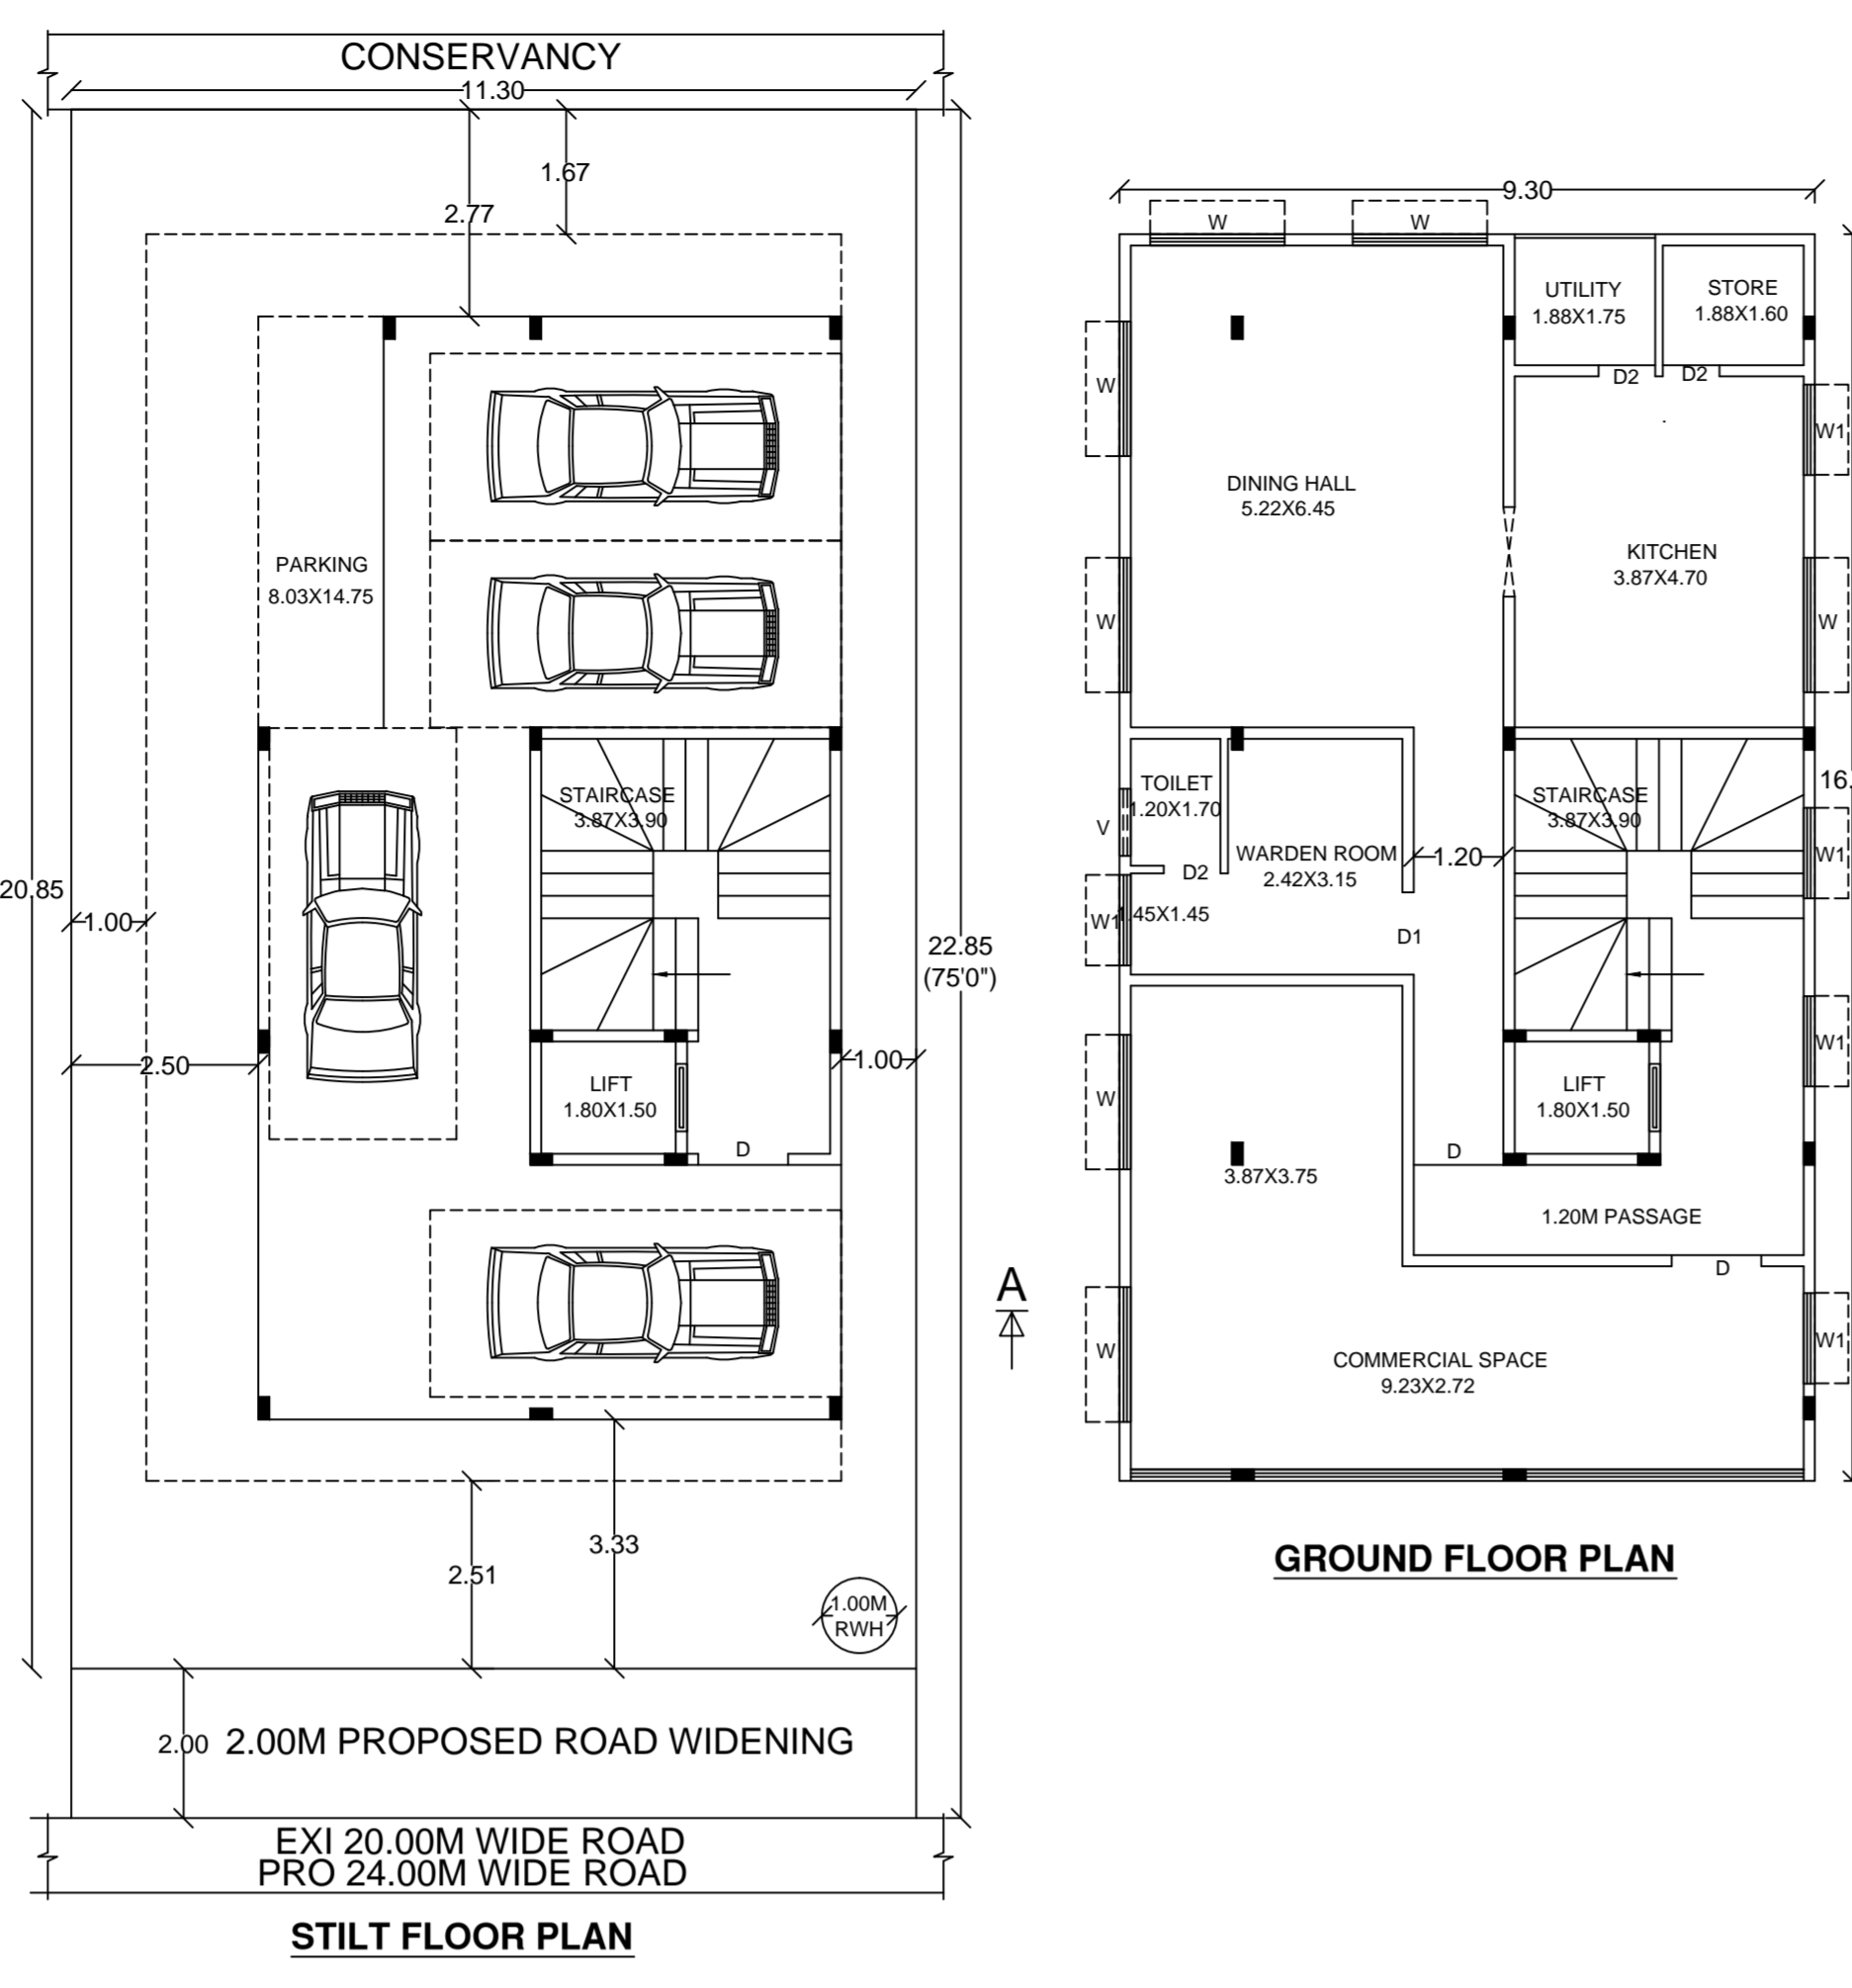 CONSERVANCY
11.30
1.67
2.77
PARKING
8.03X14.75
STAIRCASE
3.87X3.90
20.85
1.00
22.85
(75'0")
2.50
1.00
LIFT
1.80X1.50
D
3.33
2.51
1.00M
RWH
2.00
2.00M PROPOSED ROAD WIDENING
EXI 20.00M WIDE ROAD
PRO 24.00M WIDE ROAD
STILT FLOOR PLAN
A
9.30
W
W
UTILITY
1.88X1.75
STORE
1.88X1.60
D2
D2
W
W1
DINING HALL
5.22X6.45
KITCHEN
3.87X4.70
W
W
TOILET
1.20X1.70
STAIRCASE
3.87X3.90
16.
V
WARDEN ROOM
2.42X3.15
1.20
W1
D2
W1
.45X1.45
D1
W1
W
LIFT
1.80X1.50
D
3.87X3.75
1.20M PASSAGE
D
W
W1
COMMERCIAL SPACE
9.23X2.72
GROUND FLOOR PLAN